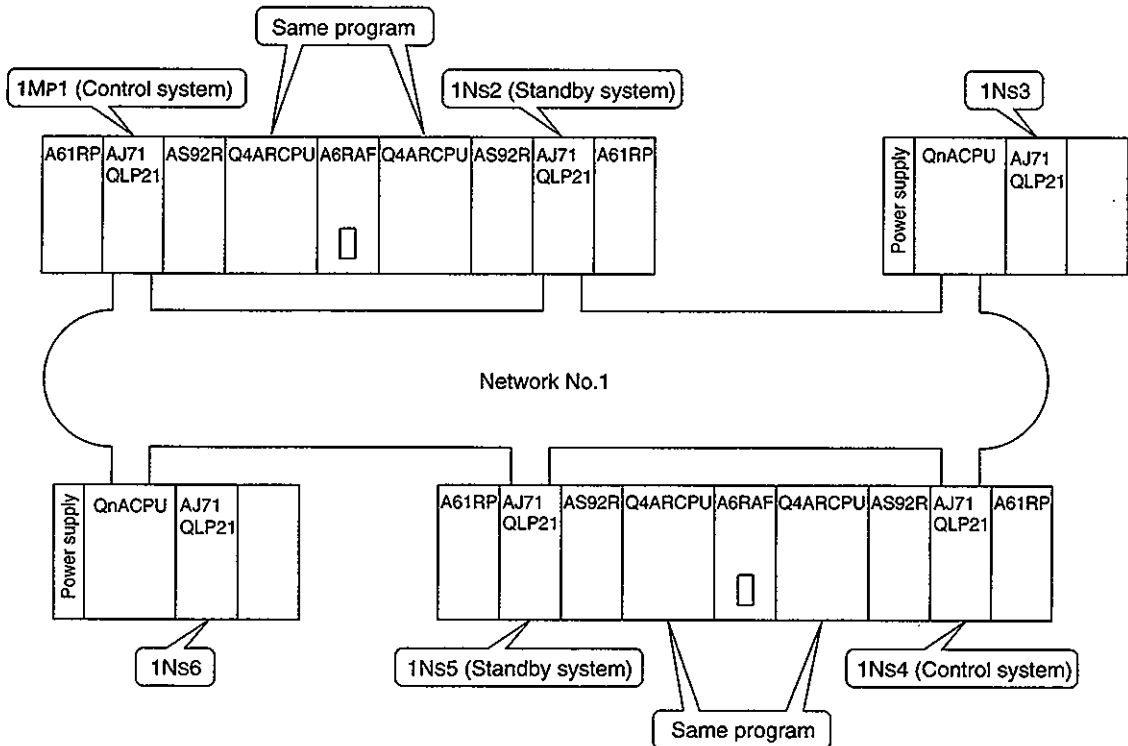 Same program
1MP1 (Control system)
1NS2 (Standby system)
1NS3
A61RP
AJ71
QLP21
AS92R
Q4ARCPU
A6RAF
Q4ARCPU
AS92R
AJ71
QLP21
A61RP
Power supply
QnACPU
AJ71
QLP21
Network No.1
Power supply
QnACPU
AJ71
QLP21
A61RP
AJ71
QLP21
AS92R
Q4ARCPU
A6RAF
Q4ARCPU
AS92R
AJ71
QLP21
A61RP
1NS6
1NS5 (Standby system)
1NS4 (Control system)
Same program